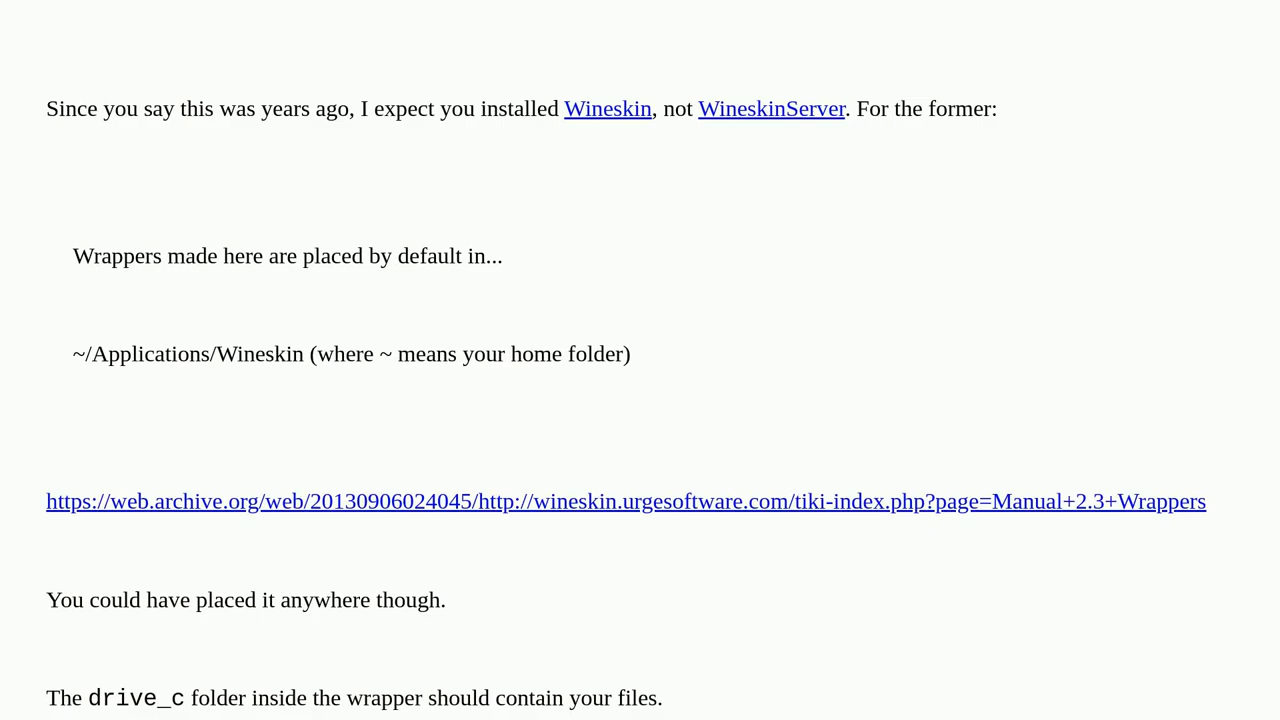 Since you say this was years ago, I expect you installed Wineskin, not WineskinServer. For the former:
Wrappers made here are placed by default in...
~/Applications/Wineskin (where ~ means your home folder)
https://web.archive.org/web/20130906024045/http://wineskin.urgesoftware.com/tiki-index.php?page=Manual+2.3+Wrappers
You could have placed it anywhere though.
The drive_c folder inside the wrapper should contain your files.